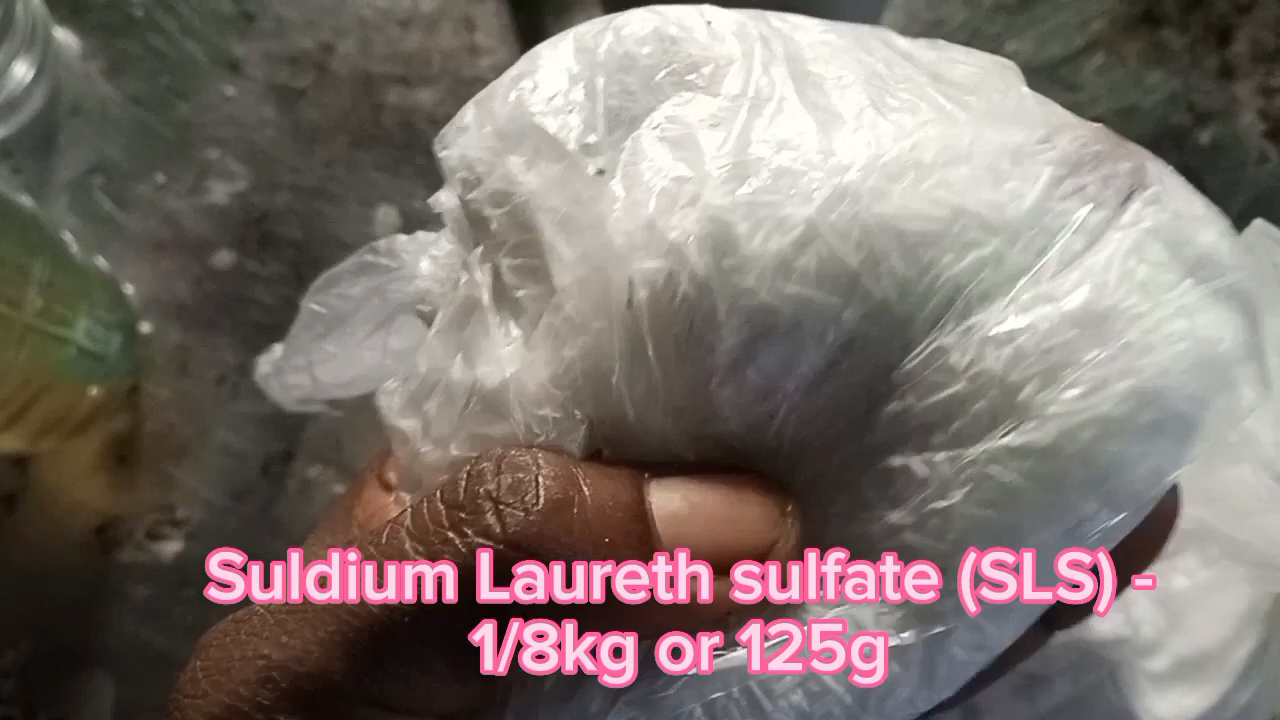 Suldium Laureth sulfate (SLS) -
1/8kg or 125g